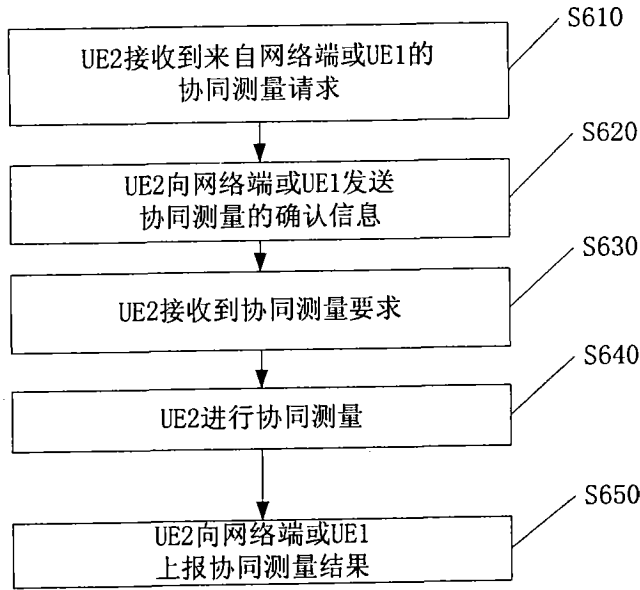 S610
UE2接收到来自网络端或UE1的
协同测量请求
S620
UE2向网络端或UE1发送
协同测量的确认信息
S630
UE2接收到协同测量要求
S640
UE2进行协同测量
S650
UE2向网络端或UE1
上报协同测量结果